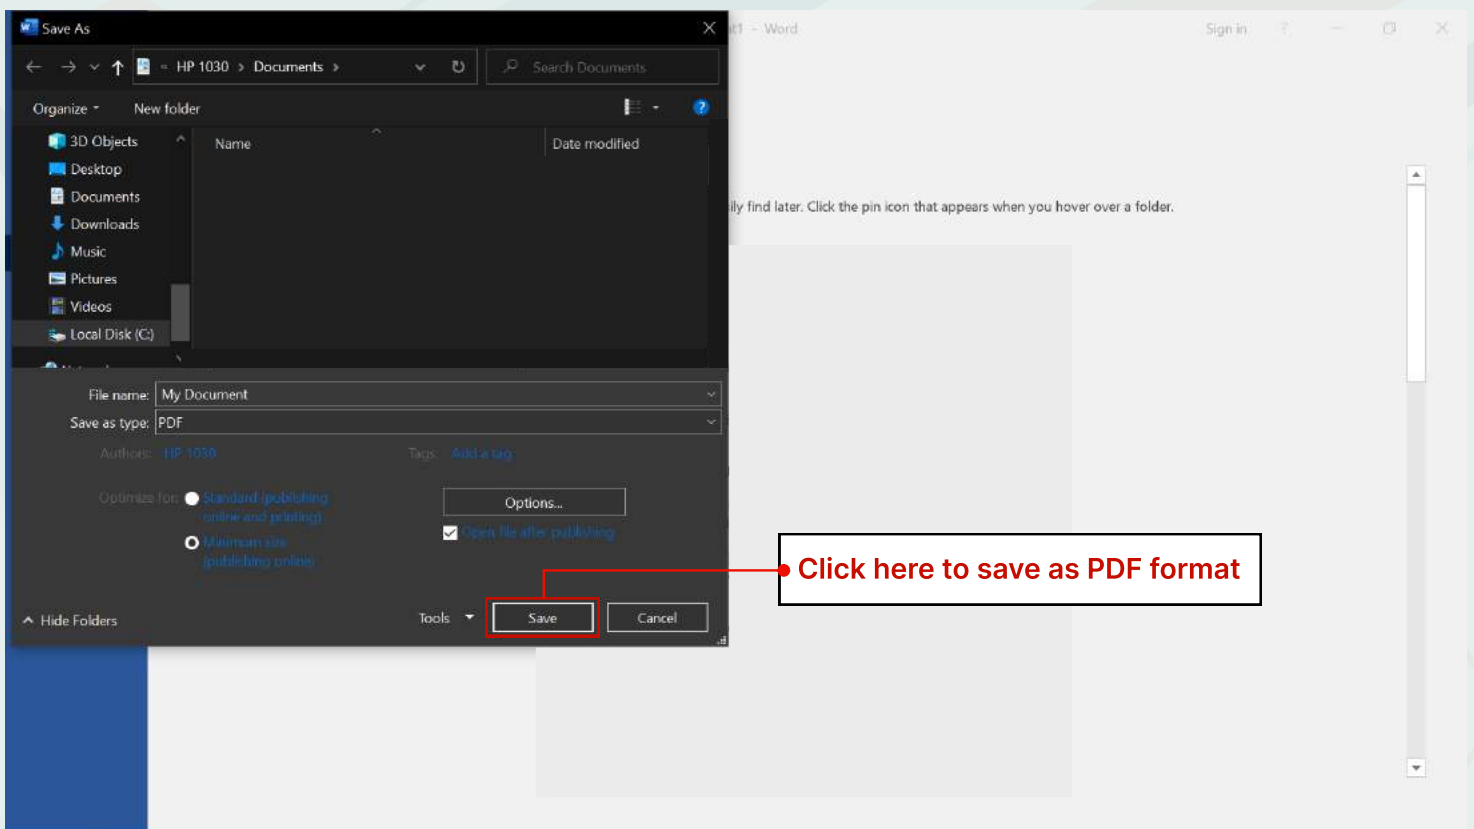 Save As
t1 - Word
Sign in ?
HP 1030 > Documents >
Search Documents
Organize
New folder
3D Objects
Name
Date modified
Desktop
Documents
ily find later. Click the pin icon that appears when you hover over a folder.
Downloads
Music
Pictures
Videos
Local Disk (C:)
File name: My Document
Save as type: PDF
Authors: HP 1030
Tags: Add a tag
Optimize for: Standard (publishing
online and printing)
Options...
Open file after publishing
Minimum size
(publishing online)
Click here to save as PDF format
Hide Folders
Tools
Save
Cancel